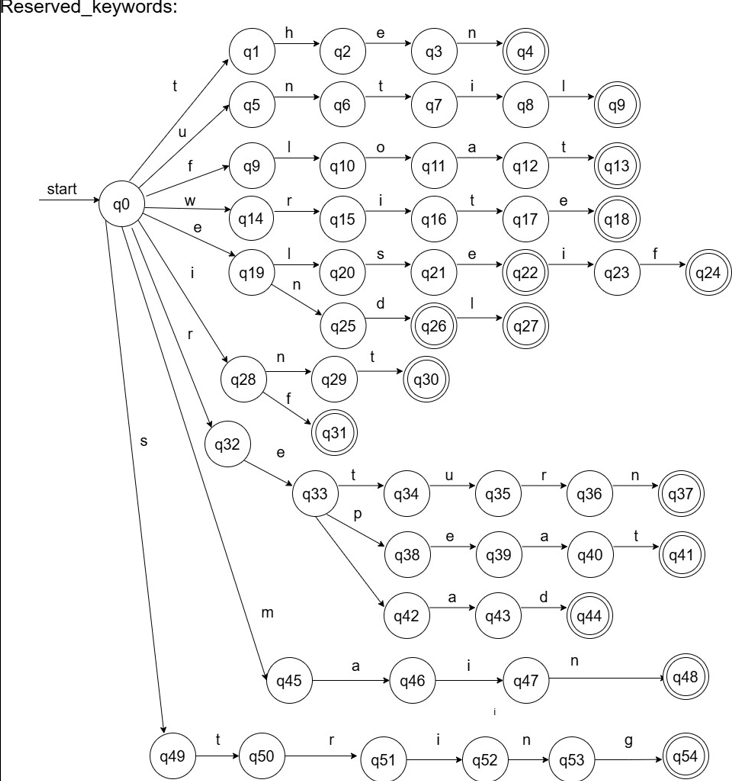 Reserved_keywords:
h e n
q1 q2 q3 q4
t
n t i l
q5 q6 q7 q8 q9
u
l o a t
f q9 q10 q11 q12 q13
start
q0
w r i t e
q14 q15 q16 q17 q18
e
l s e i f
q19 q20 q21 q22 q23 q24
i n
d l
q25 q26 q27
r
n t
q28 q29 q30
f
q31
s q32
e
t u r n
q33 q34 q35 q36 q37
p
e a t
q38 q39 q40 q41
a d
m q42 q43 q44
a i n
q45 q46 q47 q48
i
t r i n g
q49 q50 q51 q52 q53 q54